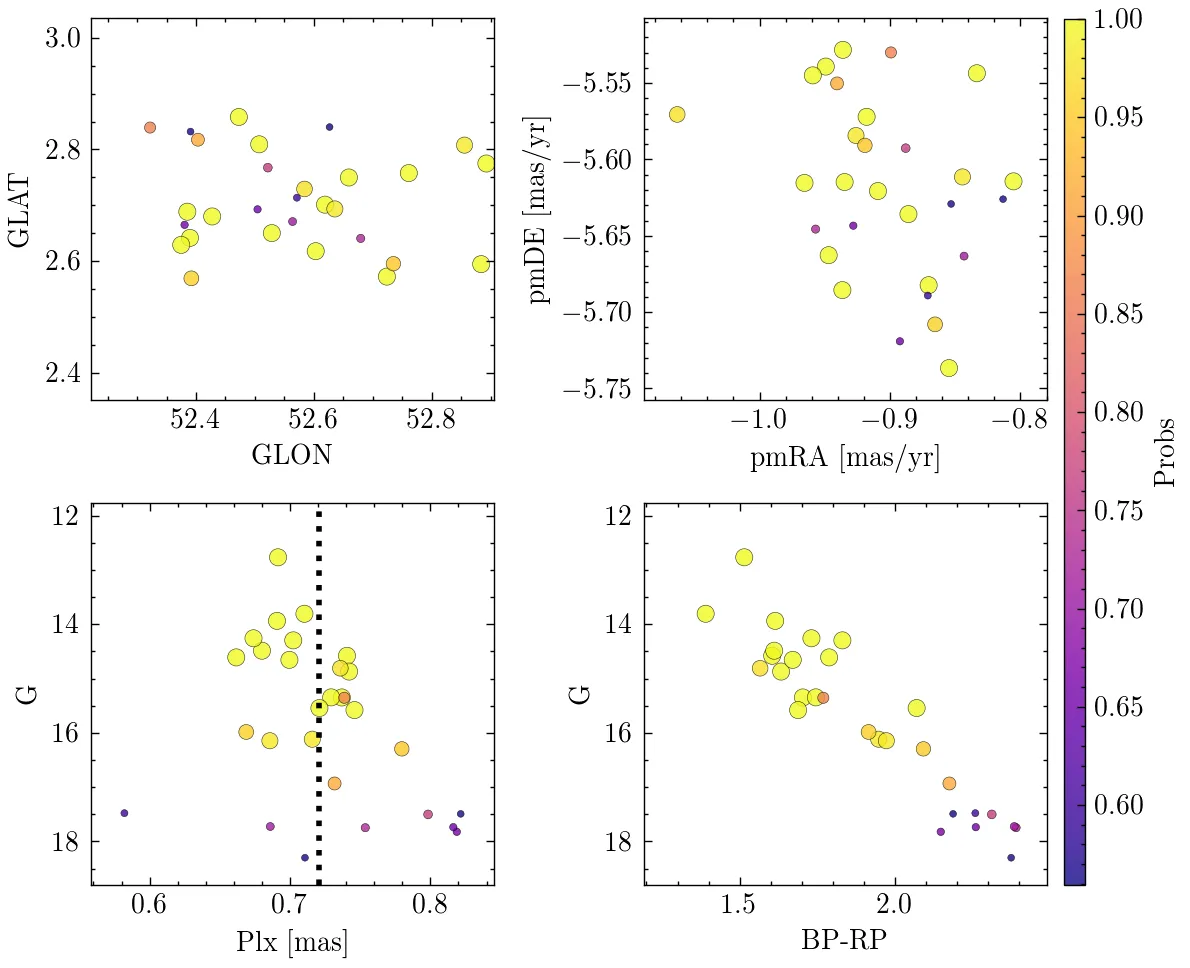 3.0
2.8
2.6
2.4
GLAT
52.4 52.6 52.8
GLON
−5.55
−5.60
−5.65
−5.70
−5.75
pmDE [mas/yr]
−1.0 −0.9 −0.8
pmRA [mas/yr]
12
14
16
18
G
0.6 0.7 0.8
Plx [mas]
12
14
16
18
G
1.5 2.0
BP-RP
1.00
0.95
0.90
0.85
0.80
0.75
0.70
0.65
0.60
Probs